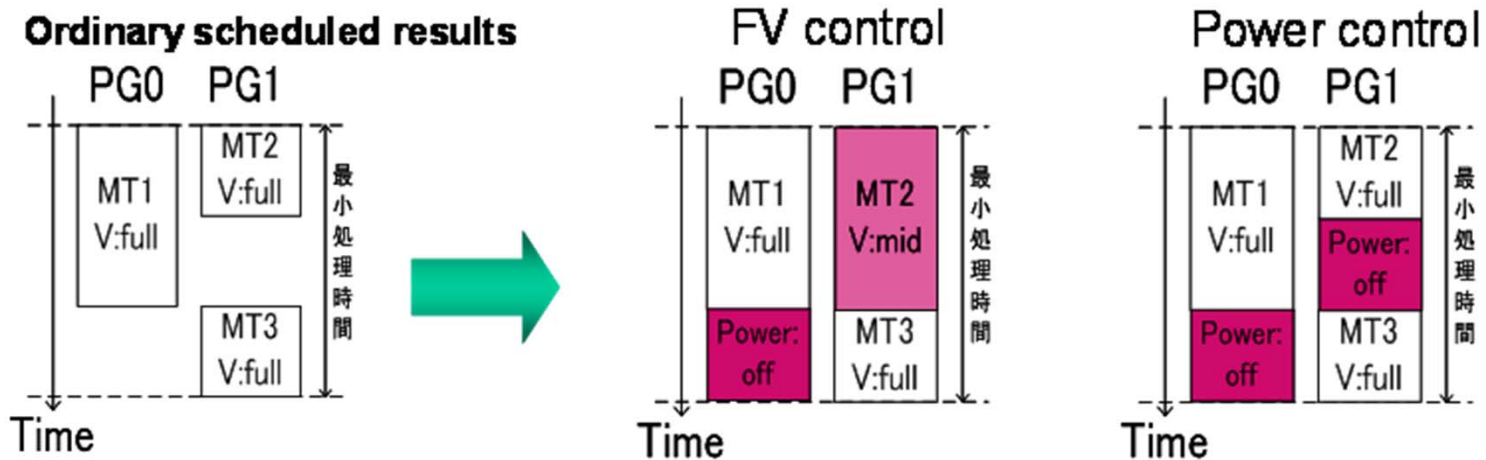 Ordinary scheduled results
PG0 PG1
MT1
V:full
MT2
V:full
MT3
V:full
最小処理時間
Time
FV control
PG0 PG1
MT1
V:full
Power:
off
MT2
V:mid
MT3
V:full
最小処理時間
Time
Power control
PG0 PG1
MT1
V:full
Power:
off
MT2
V:full
Power:
off
MT3
V:full
最小処理時間
Time